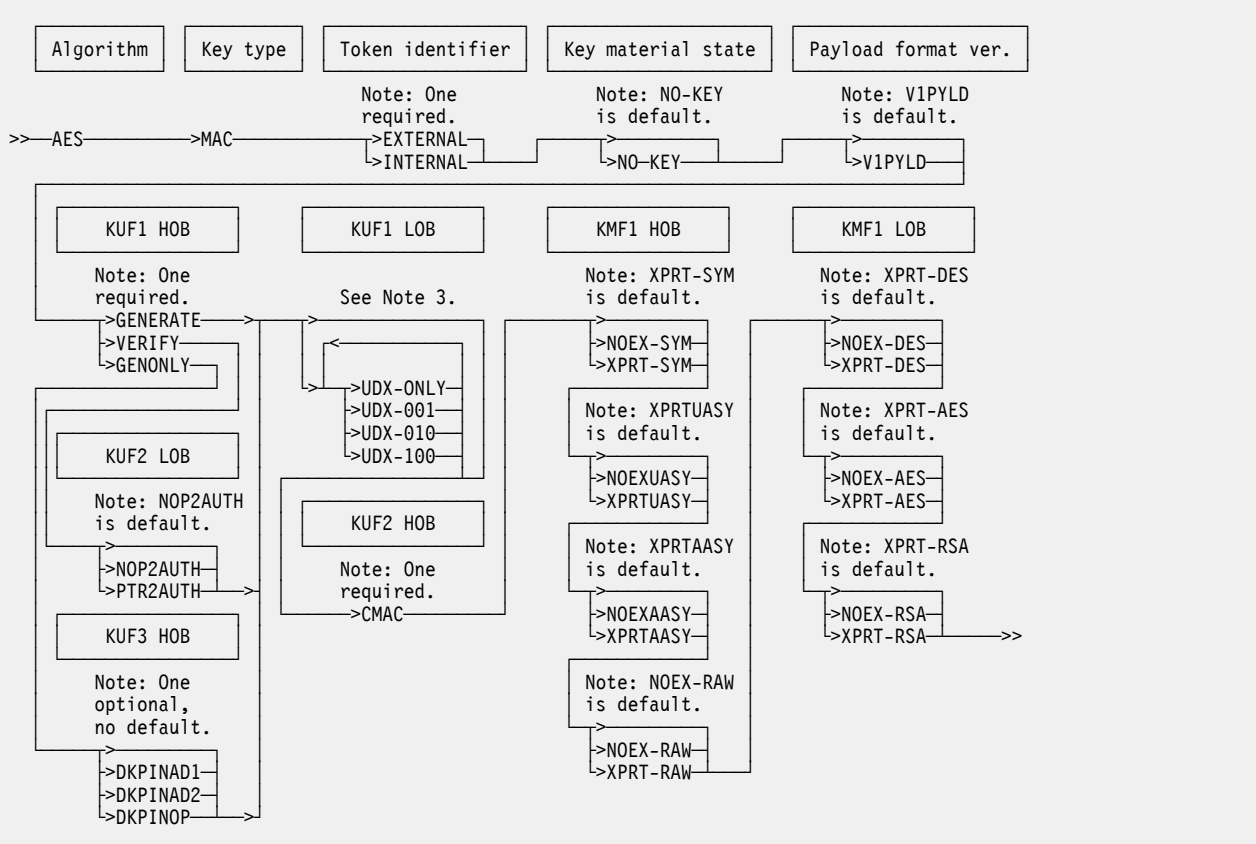 Algorithm Key type Token identifier Key material state Payload format ver.
Note: One Note: NO-KEY Note: V1PYLD
required. is default. is default.
>>—AES >MAC >EXTERNAL > >
>INTERNAL >NO-KEY >V1PYLD
KUF1 HOB KUF1 LOB KMF1 HOB KMF1 LOB
Note: One Note: XPRT-SYM Note: XPRT-DES
required. See Note 3. is default. is default.
>GENERATE > > > >
>VERIFY < >NOEX-SYM >NOEX-DES
>GENONLY >XPRT-SYM >XPRT-DES
> >UDX-ONLY
>UDX-001 Note: XPRTUASY Note: XPRT-AES
>UDX-010 is default. is default.
KUF2 LOB >UDX-100 > >
>NOEXUASY >NOEX-AES
Note: NOP2AUTH >XPRTUASY >XPRT-AES
is default. KUF2 HOB
> Note: XPRTAASY Note: XPRT-RSA
>NOP2AUTH Note: One is default. is default.
>PTR2AUTH > required. > >
>CMAC >NOEXAASY >NOEX-RSA
KUF3 HOB >XPRTAASY >XPRT-RSA >>
Note: One Note: NOEX-RAW
optional, is default.
no default. >
> >NOEX-RAW
>DKPINAD1 >XPRT-RAW
>DKPINAD2
>DKPINOP >